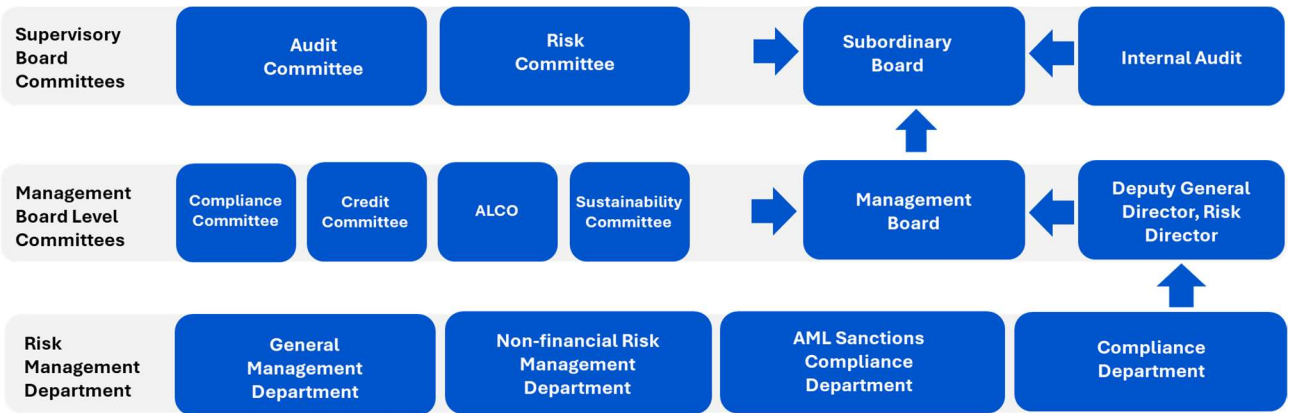 Supervisory
Board
Committees
Audit
Committee
Risk
Committee
Subordinary
Board
Internal Audit
Management
Board Level
Committees
Compliance
Committee
Credit
Committee
ALCO
Sustainability
Committee
Management
Board
Deputy General
Director, Risk
Director
Risk
Management
Department
General
Management
Department
Non-financial Risk
Management
Department
AML Sanctions
Compliance
Department
Compliance
Department